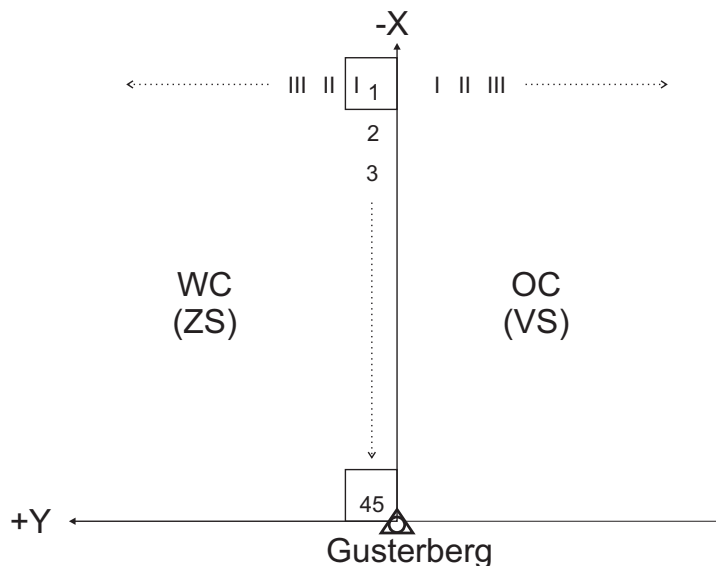 -X
III II I 1 I II III
2
3
WC OC
(ZS) (VS)
45
+Y
Gusterberg